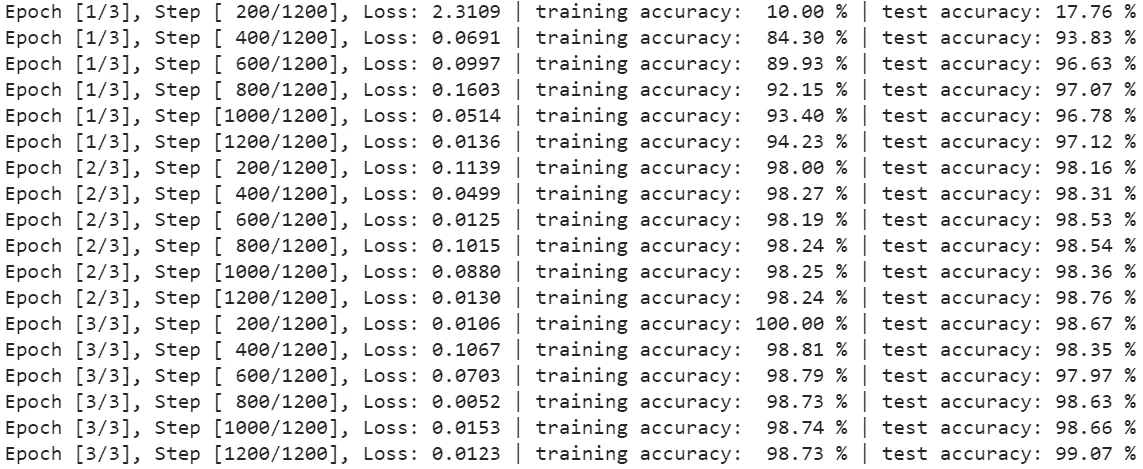 Epoch [1/3], Step [ 200/1200], Loss: 2.3109 | training accuracy:  10.00 % | test accuracy: 17.76 %
Epoch [1/3], Step [ 400/1200], Loss: 0.0691 | training accuracy:  84.30 % | test accuracy: 93.83 %
Epoch [1/3], Step [ 600/1200], Loss: 0.0997 | training accuracy:  89.93 % | test accuracy: 96.63 %
Epoch [1/3], Step [ 800/1200], Loss: 0.1603 | training accuracy:  92.15 % | test accuracy: 97.07 %
Epoch [1/3], Step [1000/1200], Loss: 0.0514 | training accuracy:  93.40 % | test accuracy: 96.78 %
Epoch [1/3], Step [1200/1200], Loss: 0.0136 | training accuracy:  94.23 % | test accuracy: 97.12 %
Epoch [2/3], Step [ 200/1200], Loss: 0.1139 | training accuracy:  98.00 % | test accuracy: 98.16 %
Epoch [2/3], Step [ 400/1200], Loss: 0.0499 | training accuracy:  98.27 % | test accuracy: 98.31 %
Epoch [2/3], Step [ 600/1200], Loss: 0.0125 | training accuracy:  98.19 % | test accuracy: 98.53 %
Epoch [2/3], Step [ 800/1200], Loss: 0.1015 | training accuracy:  98.24 % | test accuracy: 98.54 %
Epoch [2/3], Step [1000/1200], Loss: 0.0880 | training accuracy:  98.25 % | test accuracy: 98.36 %
Epoch [2/3], Step [1200/1200], Loss: 0.0130 | training accuracy:  98.24 % | test accuracy: 98.76 %
Epoch [3/3], Step [ 200/1200], Loss: 0.0106 | training accuracy: 100.00 % | test accuracy: 98.67 %
Epoch [3/3], Step [ 400/1200], Loss: 0.1067 | training accuracy:  98.81 % | test accuracy: 98.35 %
Epoch [3/3], Step [ 600/1200], Loss: 0.0703 | training accuracy:  98.79 % | test accuracy: 97.97 %
Epoch [3/3], Step [ 800/1200], Loss: 0.0052 | training accuracy:  98.73 % | test accuracy: 98.63 %
Epoch [3/3], Step [1000/1200], Loss: 0.0153 | training accuracy:  98.74 % | test accuracy: 98.66 %
Epoch [3/3], Step [1200/1200], Loss: 0.0123 | training accuracy:  98.73 % | test accuracy: 99.07 %